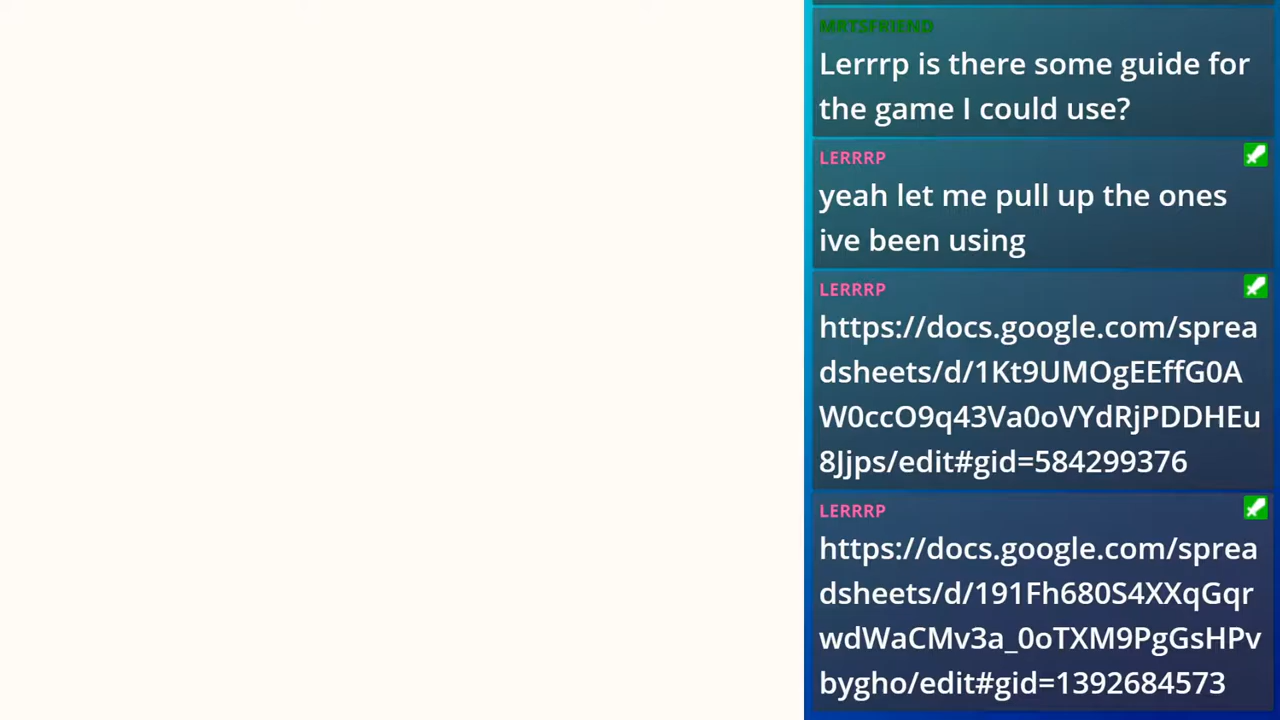 MRTSFRIEND
Lerrrp is there some guide for
the game I could use?
LERRRP
yeah let me pull up the ones
ive been using
LERRRP
https://docs.google.com/sprea
dsheets/d/1Kt9UMOgEEffG0A
W0ccO9q43Va0oVYdRjPDDHEu
8Jjps/edit#gid=584299376
LERRRP
https://docs.google.com/sprea
dsheets/d/191Fh680S4XXqGqr
wdWaCMv3a_0oTXM9PgGsHPv
bygho/edit#gid=1392684573